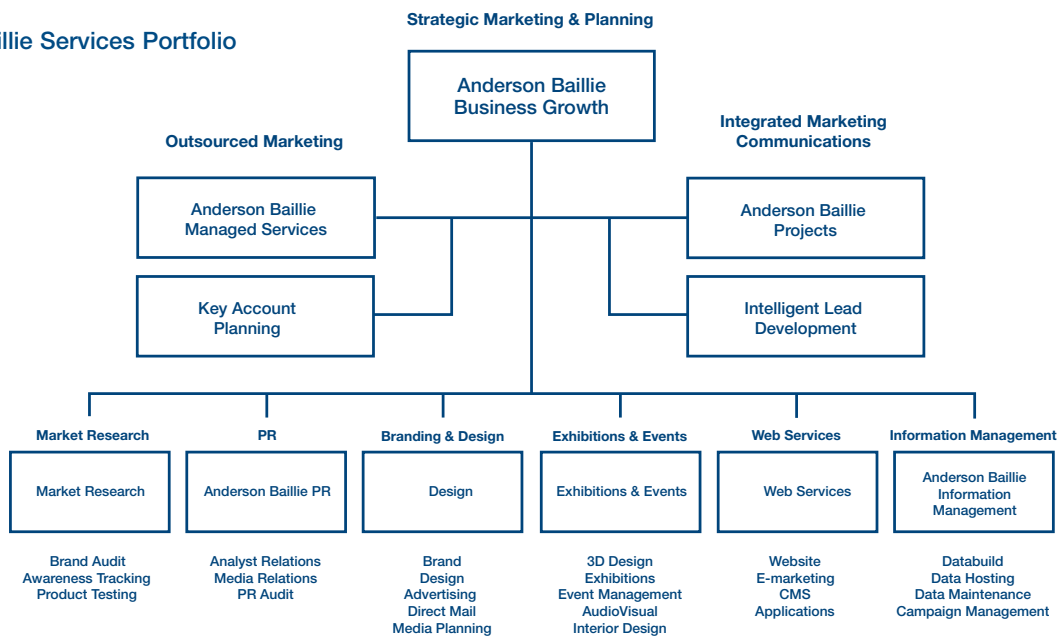 Strategic Marketing & Planning
illie Services Portfolio
Anderson Baillie
Business Growth
Outsourced Marketing
Integrated Marketing
Communications
Anderson Baillie
Managed Services
Anderson Baillie
Projects
Key Account
Planning
Intelligent Lead
Development
Market Research
PR
Branding & Design
Exhibitions & Events
Web Services
Information Management
Market Research
Anderson Baillie PR
Design
Exhibitions & Events
Web Services
Anderson Baillie
Information
Management
Brand Audit
Awareness Tracking
Product Testing
Analyst Relations
Media Relations
PR Audit
Brand
Design
Advertising
Direct Mail
Media Planning
3D Design
Exhibitions
Event Management
AudioVisual
Interior Design
Website
E-marketing
CMS
Applications
Databuild
Data Hosting
Data Maintenance
Campaign Management